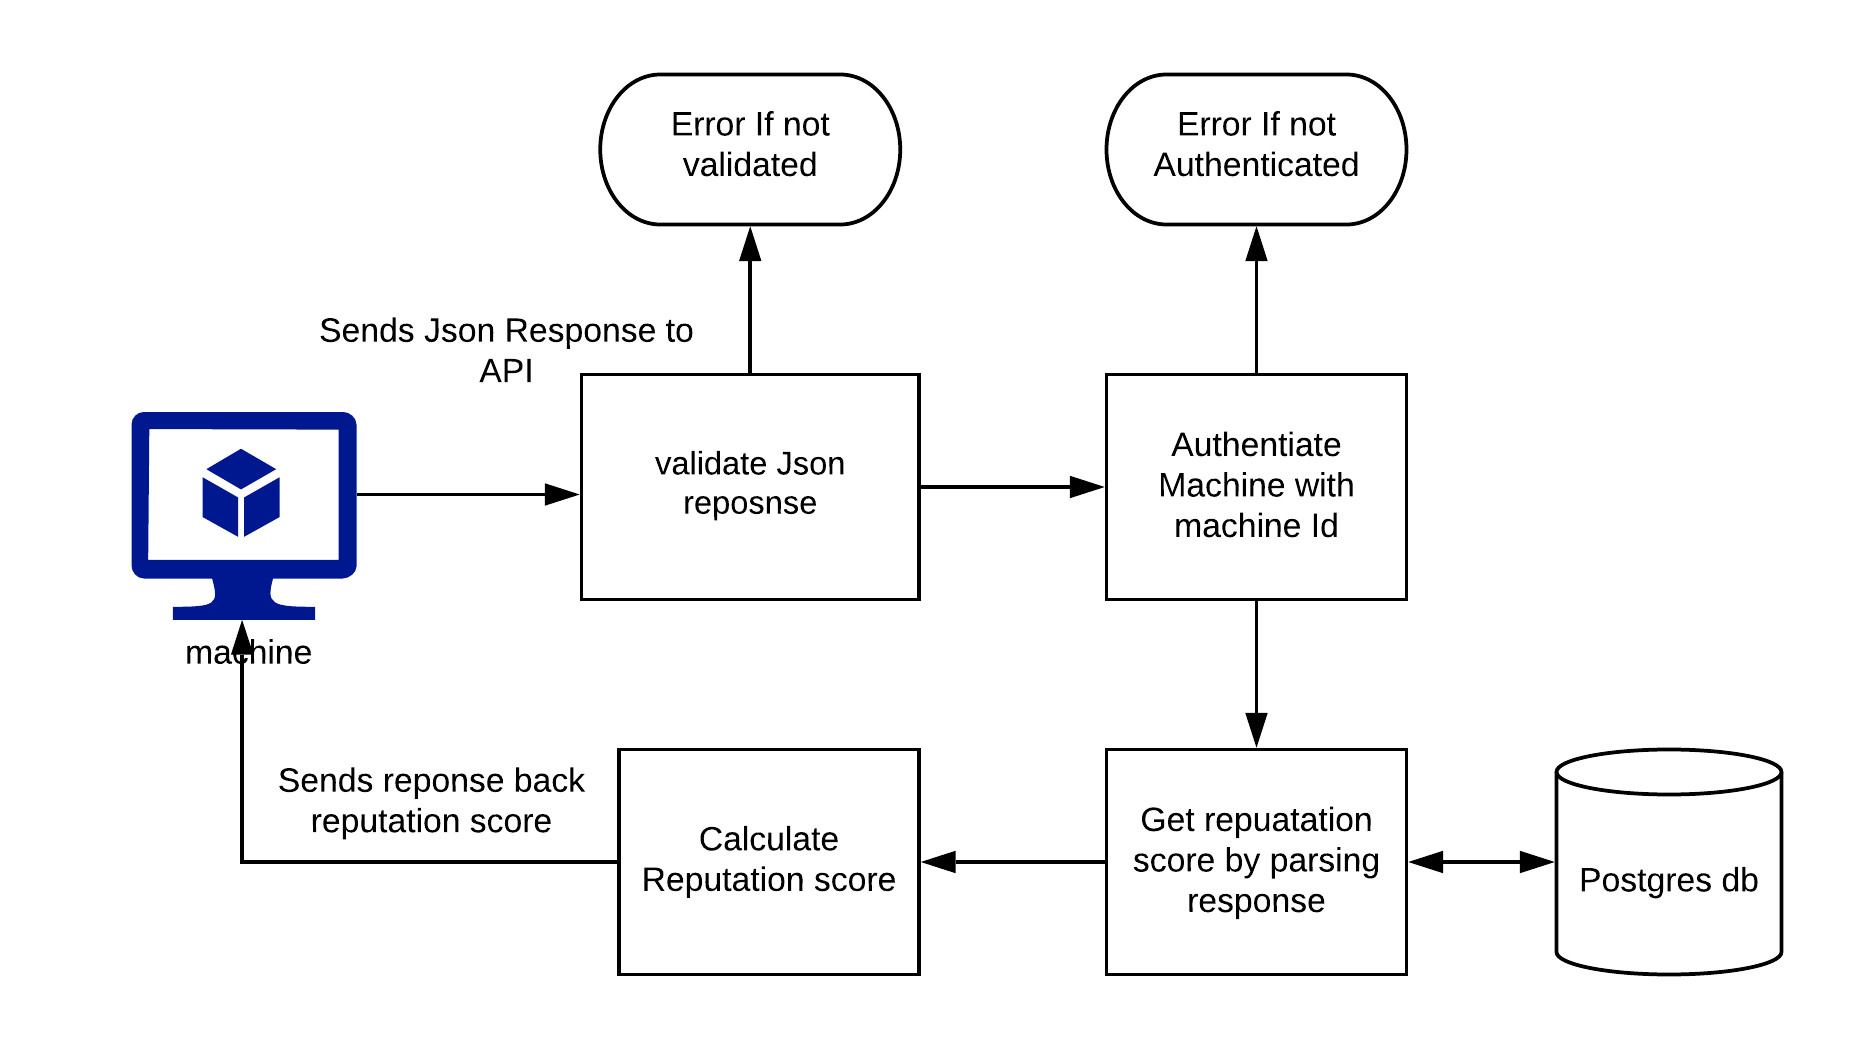 Error If not
validated
Error If not
Authenticated
Sends Json Response to
API
validate Json
reposnse
Authentiate
Machine with
machine Id
machine
Sends reponse back
reputation score
Calculate
Reputation score
Get repuatation
score by parsing
response
Postgres db